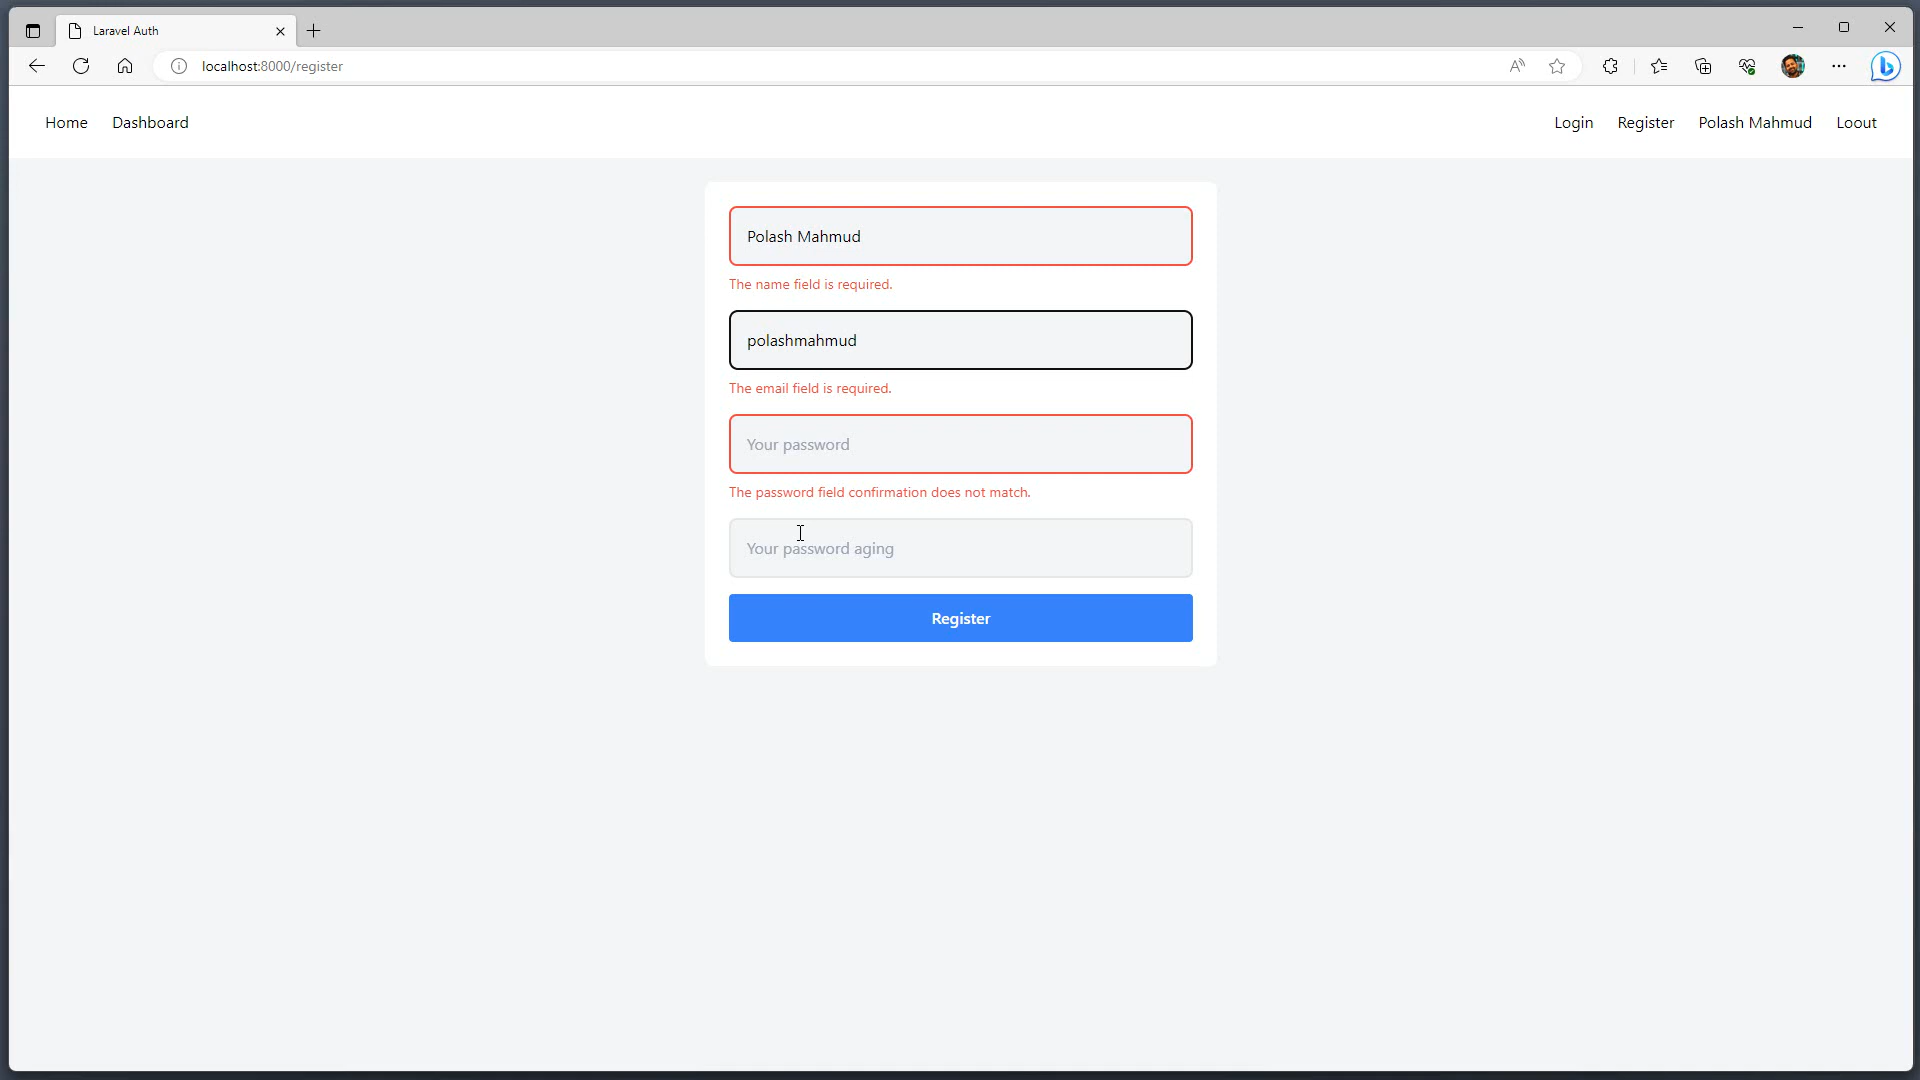 Laravel Auth
localhost:8000/register
Home Dashboard Login Register Polash Mahmud Loout
Polash Mahmud
The name field is required.
polashmahmud
The email field is required.
Your password
The password field confirmation does not match.
Your password aging
Register